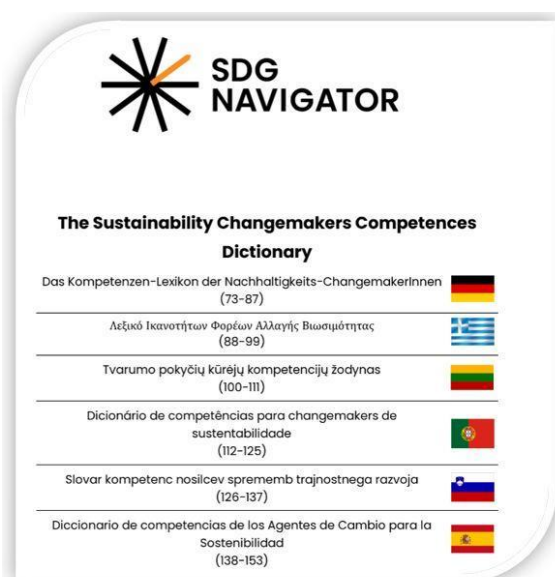 SDG
NAVIGATOR
The Sustainability Changemakers Competences
Dictionary
Das Kompetenzen-Lexikon der Nachhaltigkeits-ChangemakerInnen
(73-87)
Λεξικό Ικανοτήτων Φορέων Αλλαγής Βιωσιμότητας
(88-99)
Tvarumo pokyčių kūrėjų kompetencijų žodynas
(100-111)
Dicionário de competências para changemakers de
sustentabilidade
(112-125)
Slovar kompetenc nosilcev sprememb trajnostnega razvoja
(126-137)
Diccionario de competencias de los Agentes de Cambio para la
Sostenibilidad
(138-153)